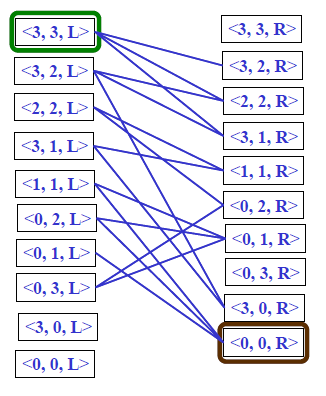 <3, 3, L>
<3, 2, L>
<2, 2, L>
<3, 1, L>
<1, 1, L>
<0, 2, L>
<0, 1, L>
<0, 3, L>
<3, 0, L>
<0, 0, L>
<3, 3, R>
<3, 2, R>
<2, 2, R>
<3, 1, R>
<1, 1, R>
<0, 2, R>
<0, 1, R>
<0, 3, R>
<3, 0, R>
<0, 0, R>